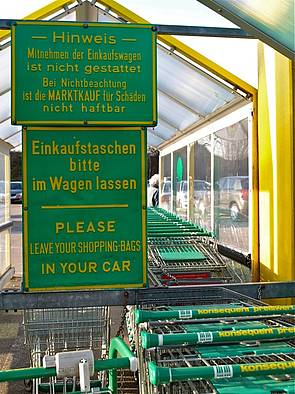 — Hinweis —
Mitnehmen der Einkaufswagen
ist nicht gestattet
Bei Nichtbeachtung
ist die MARKTKAUF für Schäden
nicht haftbar
Einkaufstaschen
bitte
im Wagen lassen
PLEASE
LEAVE YOUR SHOPPING-BAGS
IN YOUR CAR
konsequent
konsequent
konsequent
konsequent